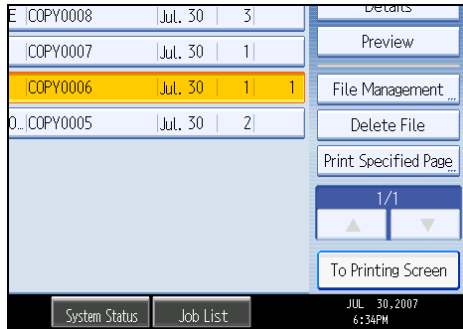 E COPY0008 Jul. 30 3
Details
COPY0007 Jul. 30 1
Preview
COPY0006 Jul. 30 1 1
File Management
O... COPY0005 Jul. 30 2
Delete File
Print Specified Page
1/1
To Printing Screen
System Status Job List
JUL 30,2007
6:34PM